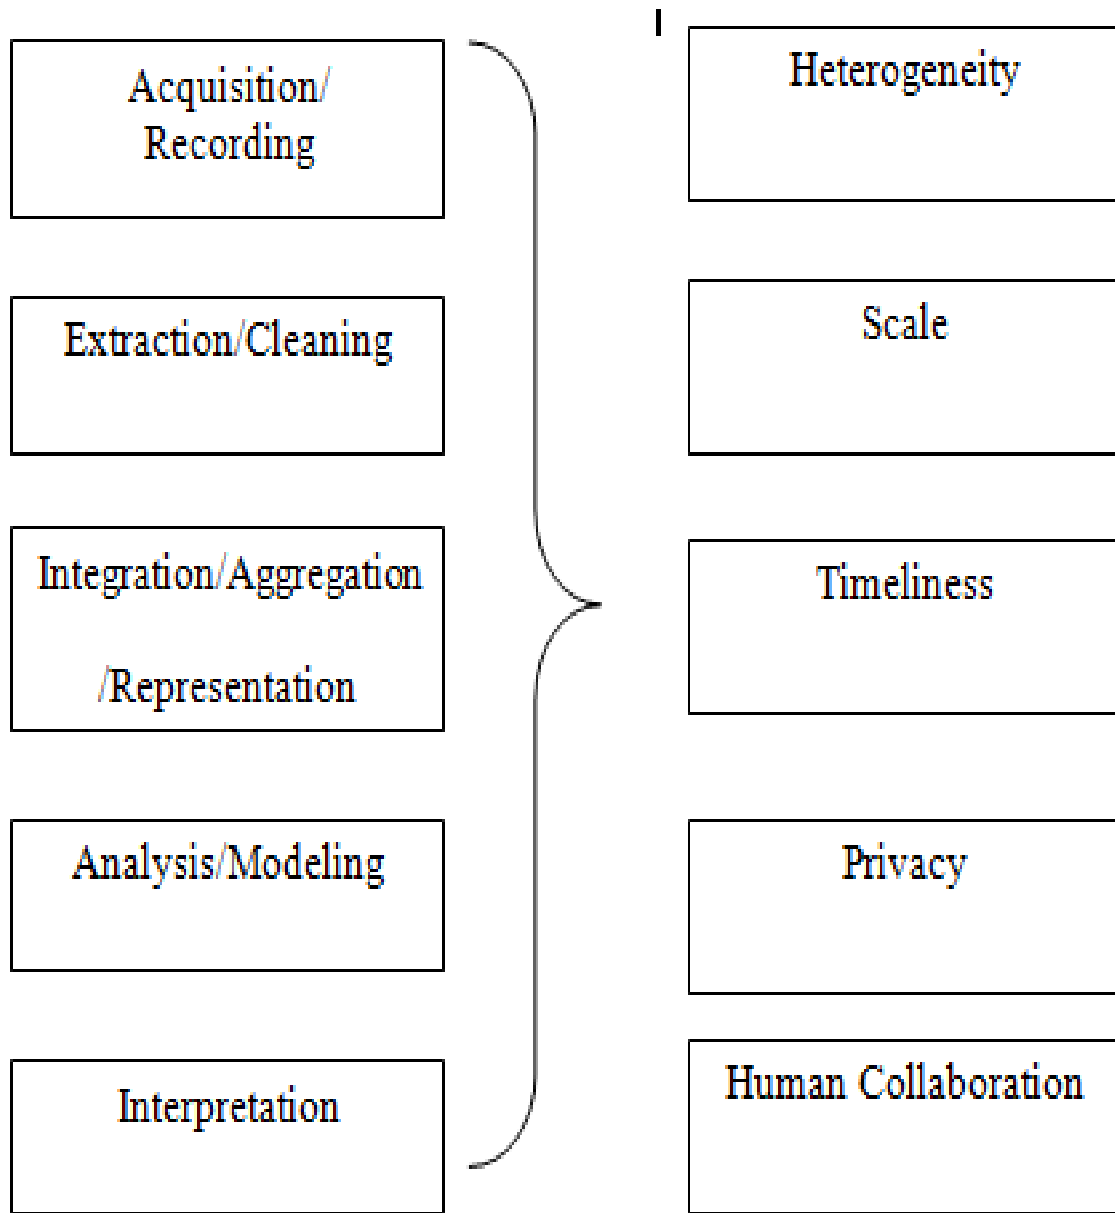 Acquisition/
Recording
Extraction/Cleaning
Integration/Aggregation
/Representation
Analysis/Modeling
Interpretation
Heterogeneity
Scale
Timeliness
Privacy
Human Collaboration